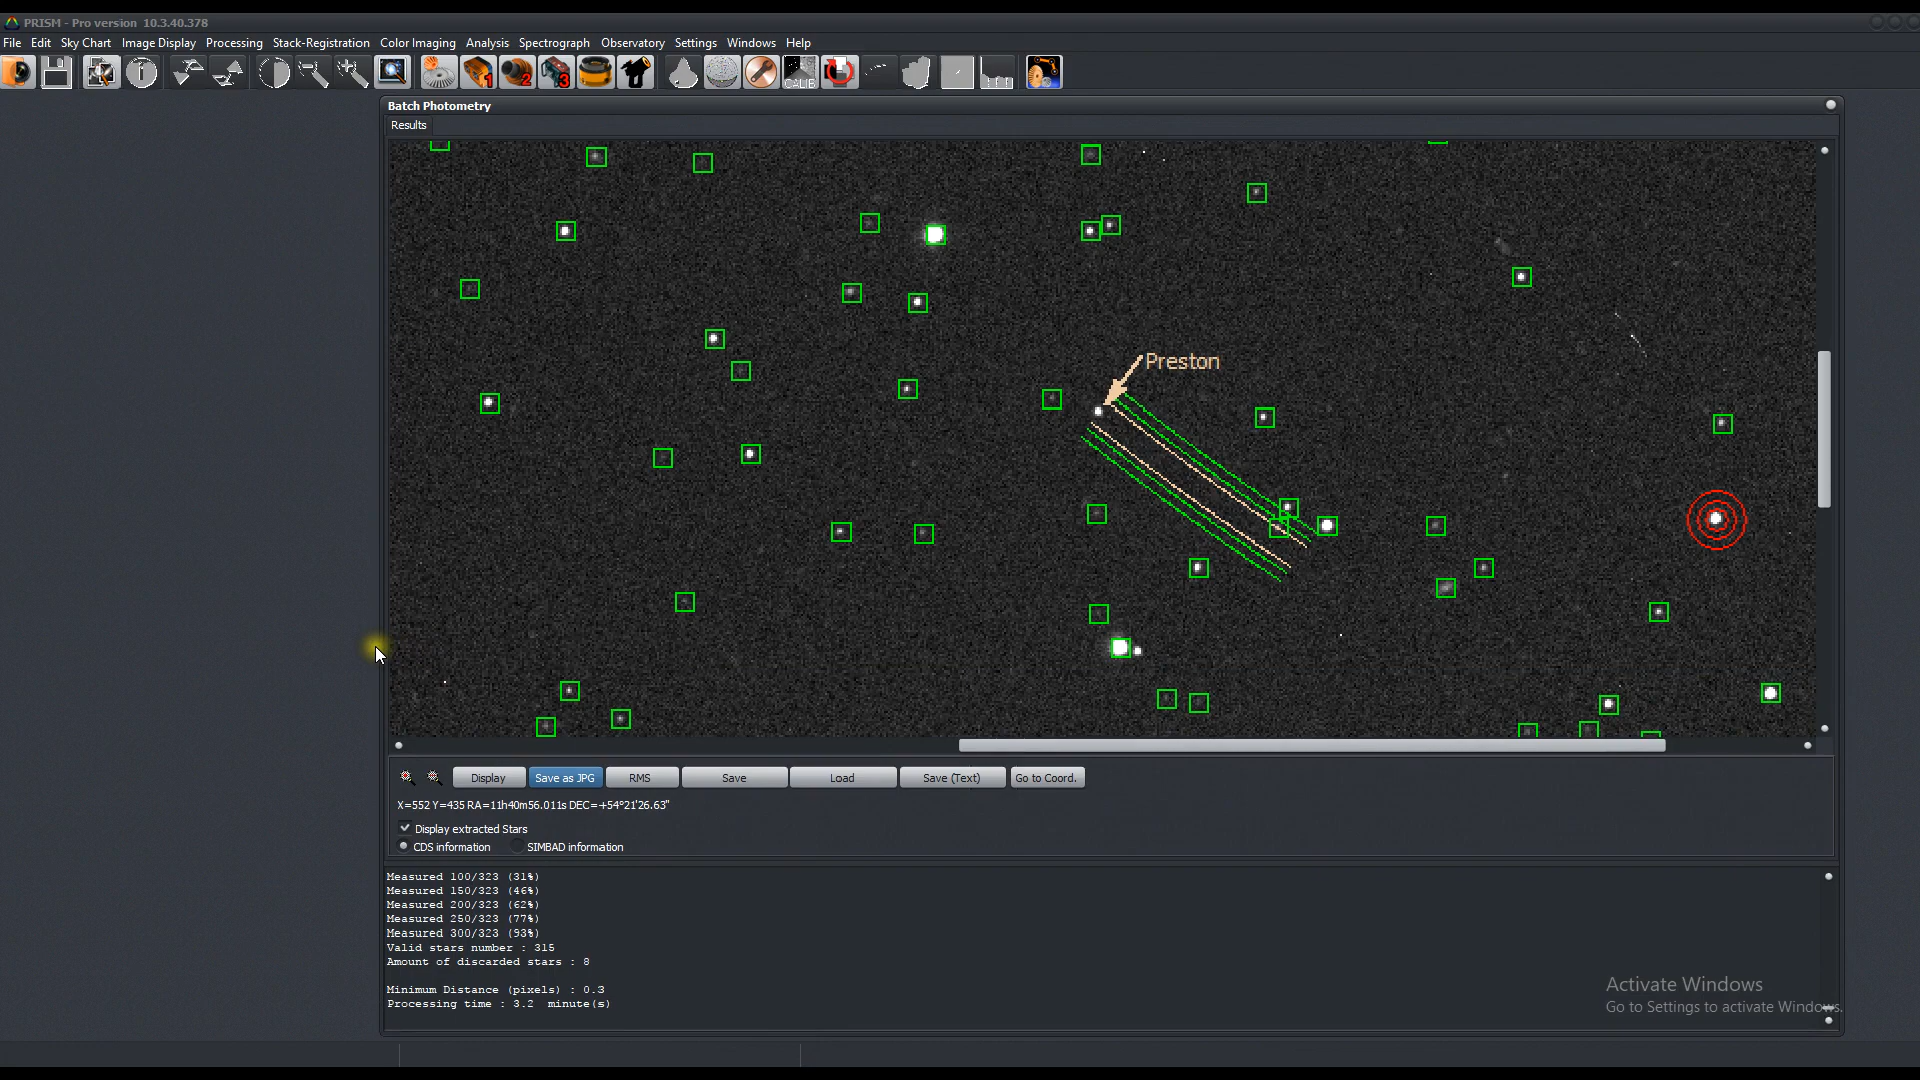 PRISM - Pro version 10.3.40.378
File Edit Sky Chart Image Display Processing Stack-Registration Color Imaging Analysis Spectrograph Observatory Settings Windows Help
1 2 3 CALIB
Batch Photometry
Results
Preston
Display Save as JPG RMS Save Load Save (Text) Go to Coord.
X=552 Y=435 RA=11h40m56.011s DEC=+54°21'26.63"
Display extracted Stars
CDS information SIMBAD information
Measured 100/323 (31%)
Measured 150/323 (46%)
Measured 200/323 (62%)
Measured 250/323 (77%)
Measured 300/323 (93%)
Valid stars number : 315
Amount of discarded stars : 8
Minimum Distance (pixels) : 0.3
Processing time : 3.2 minute(s)
Activate Windows
Go to Settings to activate Windows.